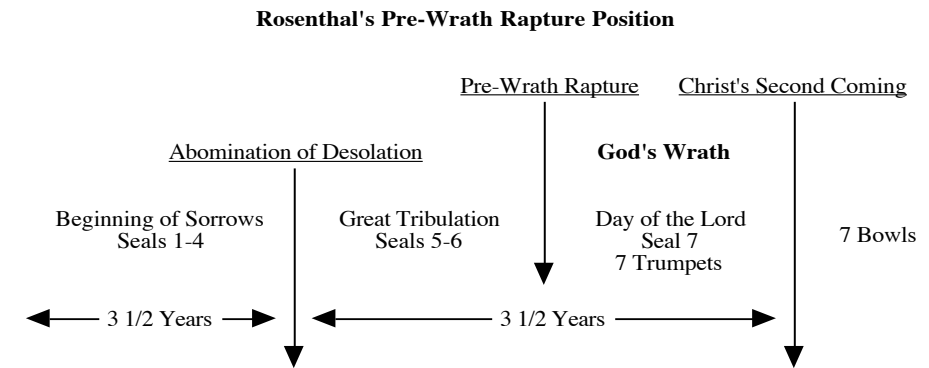 Rosenthal's Pre-Wrath Rapture Position
Pre-Wrath Rapture
Christ's Second Coming
Abomination of Desolation
God's Wrath
Beginning of Sorrows
Seals 1-4
Great Tribulation
Seals 5-6
Day of the Lord
Seal 7
7 Trumpets
7 Bowls
3 1/2 Years
3 1/2 Years